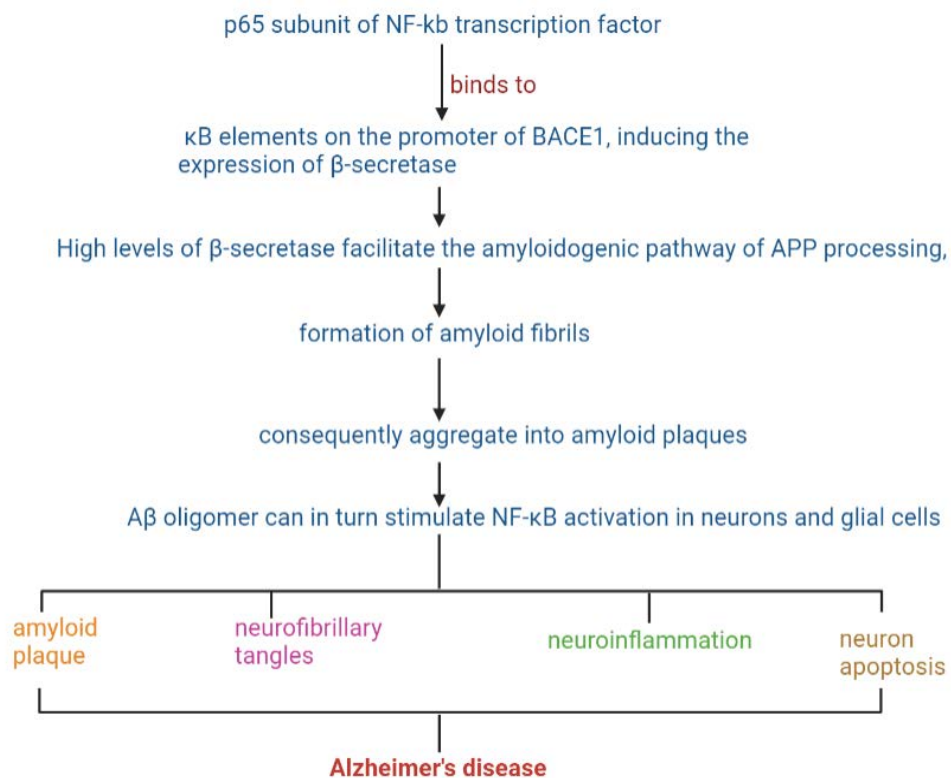 p65 subunit of NF-kb transcription factor
binds to
κB elements on the promoter of BACE1, inducing the
expression of β-secretase
High levels of β-secretase facilitate the amyloidogenic pathway of APP processing,
formation of amyloid fibrils
consequently aggregate into amyloid plaques
Aβ oligomer can in turn stimulate NF-κB activation in neurons and glial cells
amyloid
plaque
neurofibrillary
tangles
neuroinflammation
neuron
apoptosis
Alzheimer's disease